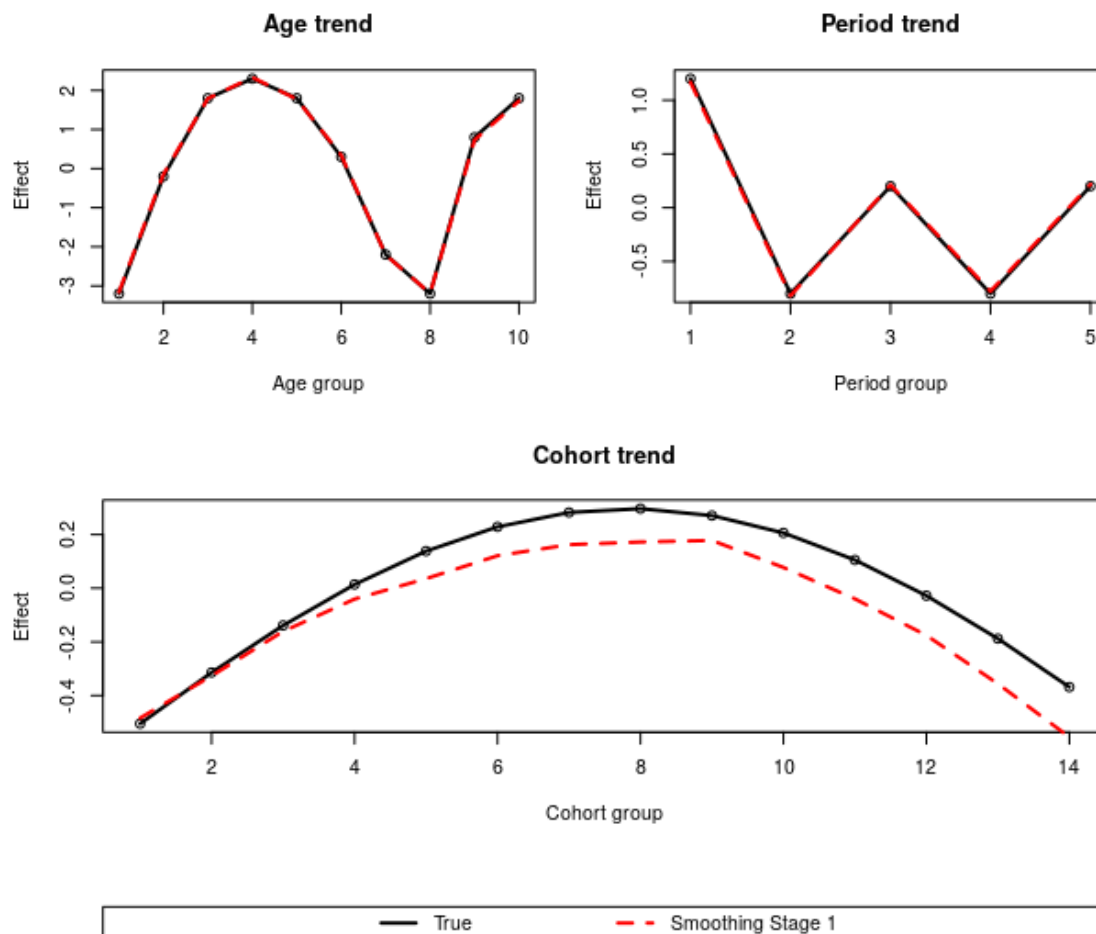 Age trend
Effect
2
1
0
-1
-2
-3
2
4
6
8
10
Age group
Period trend
Effect
1.0
0.5
0.0
-0.5
1
2
3
4
5
Period group
Cohort trend
Effect
0.2
0.0
-0.2
-0.4
2
4
6
8
10
12
14
Cohort group
True
Smoothing Stage 1